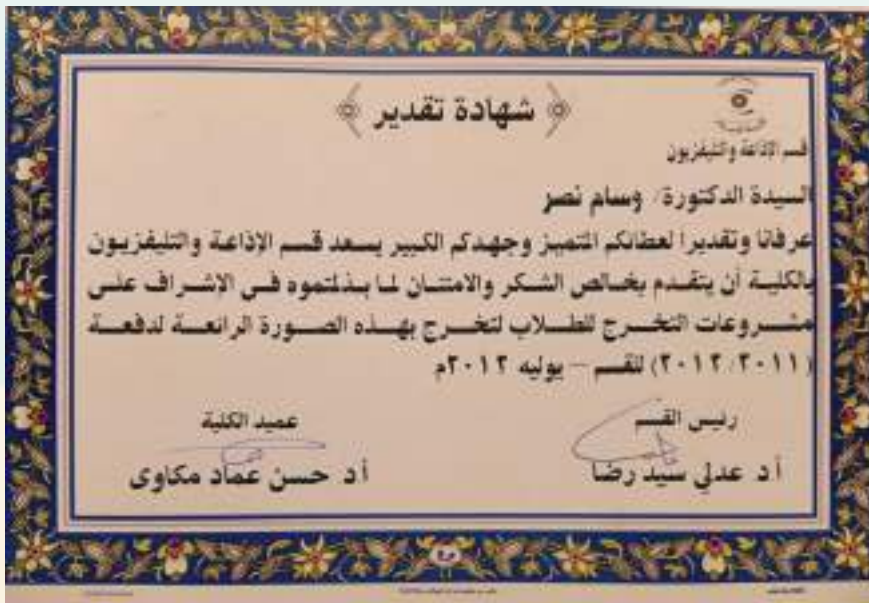 شهادة تقدير
قسم الإذاعة والتليفزيون
السيدة الدكتورة/ وسام نصر
عرفانا وتقديرا لعطائكم المتميز وجهدكم الكبير يسعد قسم الإذاعة والتليفزيون
بالكلية أن يتقدم بخالص الشكر والامتنان لما بذلتموه فى الإشراف على
مشروعات التخرج للطلاب لتخرج بهذه الصورة الرائعة لدفعة
(٢٠١١/ ٢٠١٢) للقسم – يوليه ٢٠١٢م
رئيس القسم
عميد الكلية
أ.د عدلي سيد رضا
أ.د حسن عماد مكاوى